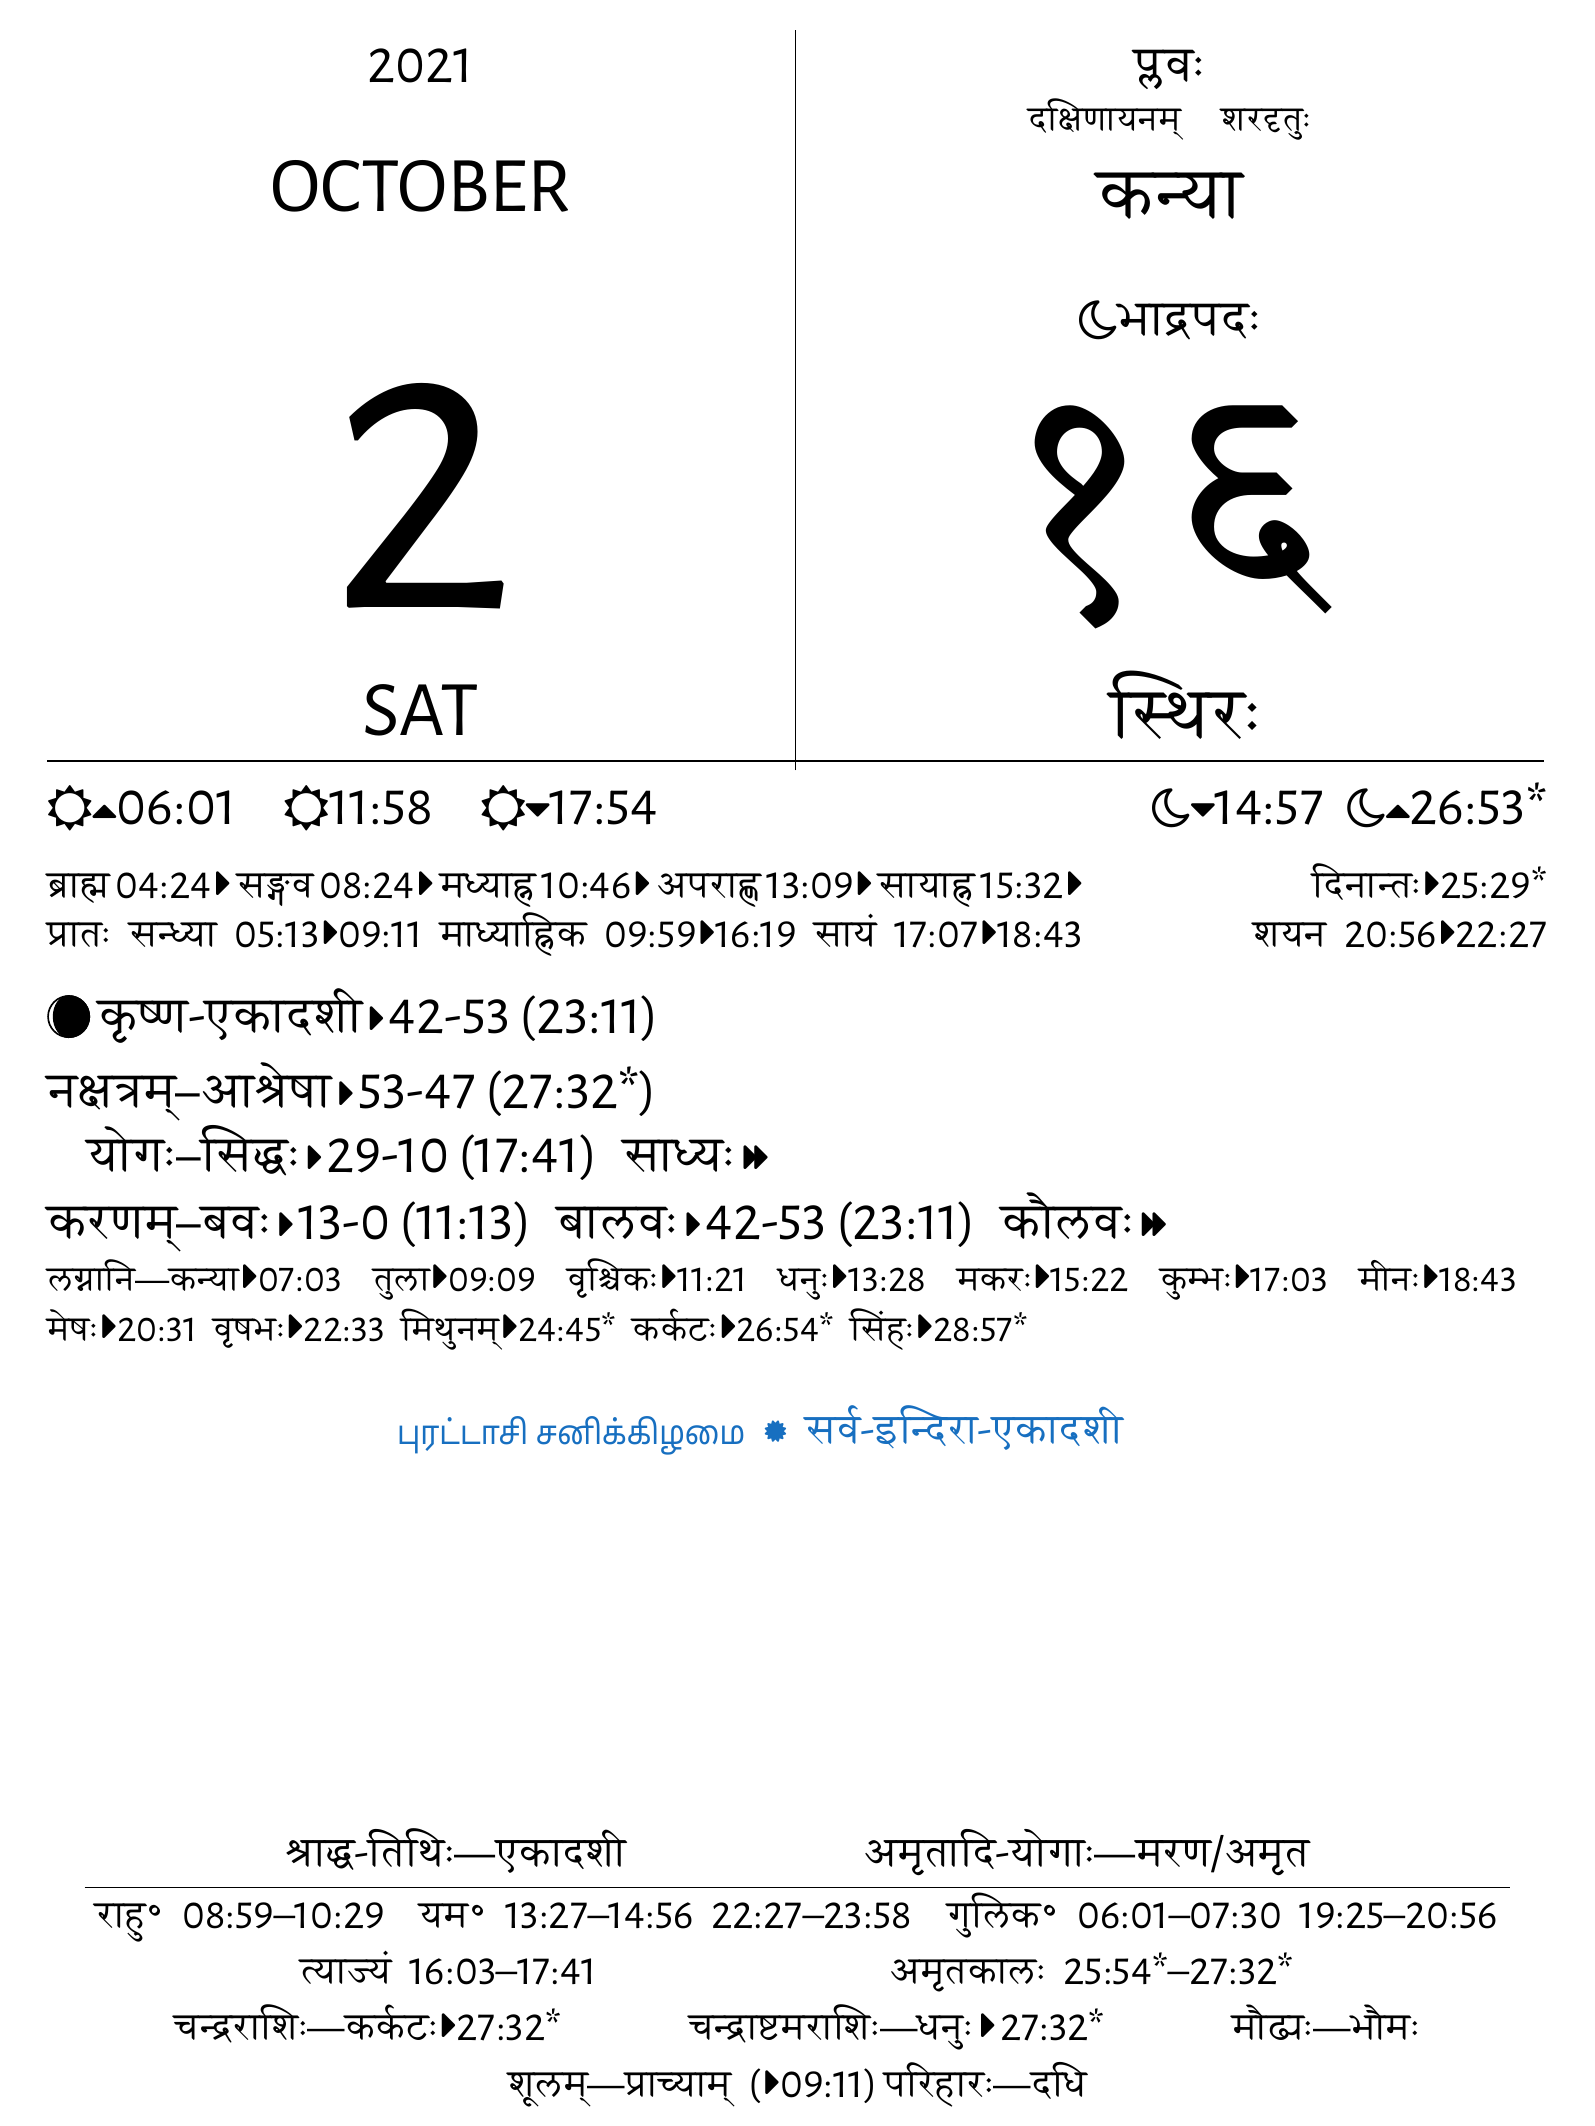 2021
OCTOBER
2
SAT
प्लवः
दक्षिणायनम् शरदृतुः
कन्या
भाद्रपदः
१६
स्थिरः
06:01 11:58 17:54 14:57 26:53*
ब्राह्म 04:24 सङ्गव 08:24 मध्याह्न 10:46 अपराह्ण 13:09 सायाह्न 15:32 दिनान्तः 25:29*
प्रातः सन्ध्या 05:13 09:11 माध्याह्निक 09:59 16:19 सायं 17:07 18:43 शयन 20:56 22:27
कृष्ण-एकादशी 42-53 (23:11)
नक्षत्रम्–आश्रेषा 53-47 (27:32*)
योगः–सिद्धः 29-10 (17:41) साध्यः
करणम्–बवः 13-0 (11:13) बालवः 42-53 (23:11) कौलवः
लग्नानि—कन्या 07:03 तुला 09:09 वृश्चिकः 11:21 धनुः 13:28 मकरः 15:22 कुम्भः 17:03 मीनः 18:43
मेषः 20:31 वृषभः 22:33 मिथुनम् 24:45* कर्कटः 26:54* सिंहः 28:57*
புரட்டாசி சனிக்கிழமை ✹ सर्व-इन्दिरा-एकादशी
श्राद्ध-तिथिः—एकादशी अमृतादि-योगाः—मरण/अमृत
राहु॰ 08:59–10:29 यम॰ 13:27–14:56 22:27–23:58 गुलिक॰ 06:01–07:30 19:25–20:56
त्याज्यं 16:03–17:41 अमृतकालः 25:54*–27:32*
चन्द्रराशिः—कर्कटः 27:32* चन्द्राष्टमराशिः—धनुः 27:32* मौढ्यः—भौमः
शूलम्—प्राच्याम् ( 09:11) परिहारः—दधि